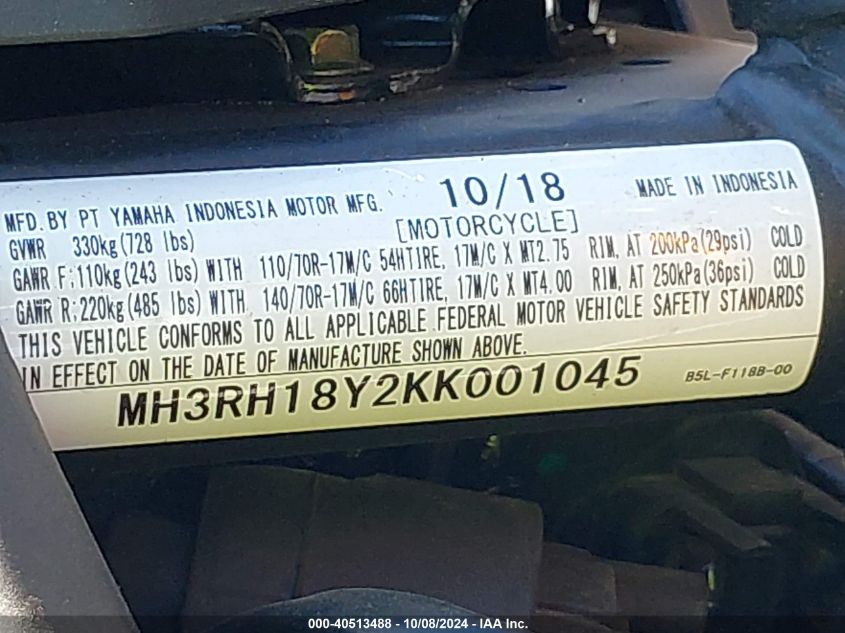 MFD. BY PT YAMAHA INDONESIA MOTOR MFG. 10/18 MADE IN INDONESIA
GVWR 330kg(728 lbs) [MOTORCYCLE]
GAWR F:110kg(243 lbs) WITH 110/70R-17M/C 54HTIRE, 17M/C X MT2.75 RIM, AT 200kPa(29psi) COLD
GAWR R:220kg(485 lbs) WITH 140/70R-17M/C 66HTIRE, 17M/C X MT4.00 RIM, AT 250kPa(36psi) COLD
THIS VEHICLE CONFORMS TO ALL APPLICABLE FEDERAL MOTOR VEHICLE SAFETY STANDARDS
IN EFFECT ON THE DATE OF MANUFACTURE SHOWN ABOVE.
MH3RH18Y2KK001045 B5L-F118B-00
000-40513488 - 10/08/2024 - IAA Inc.